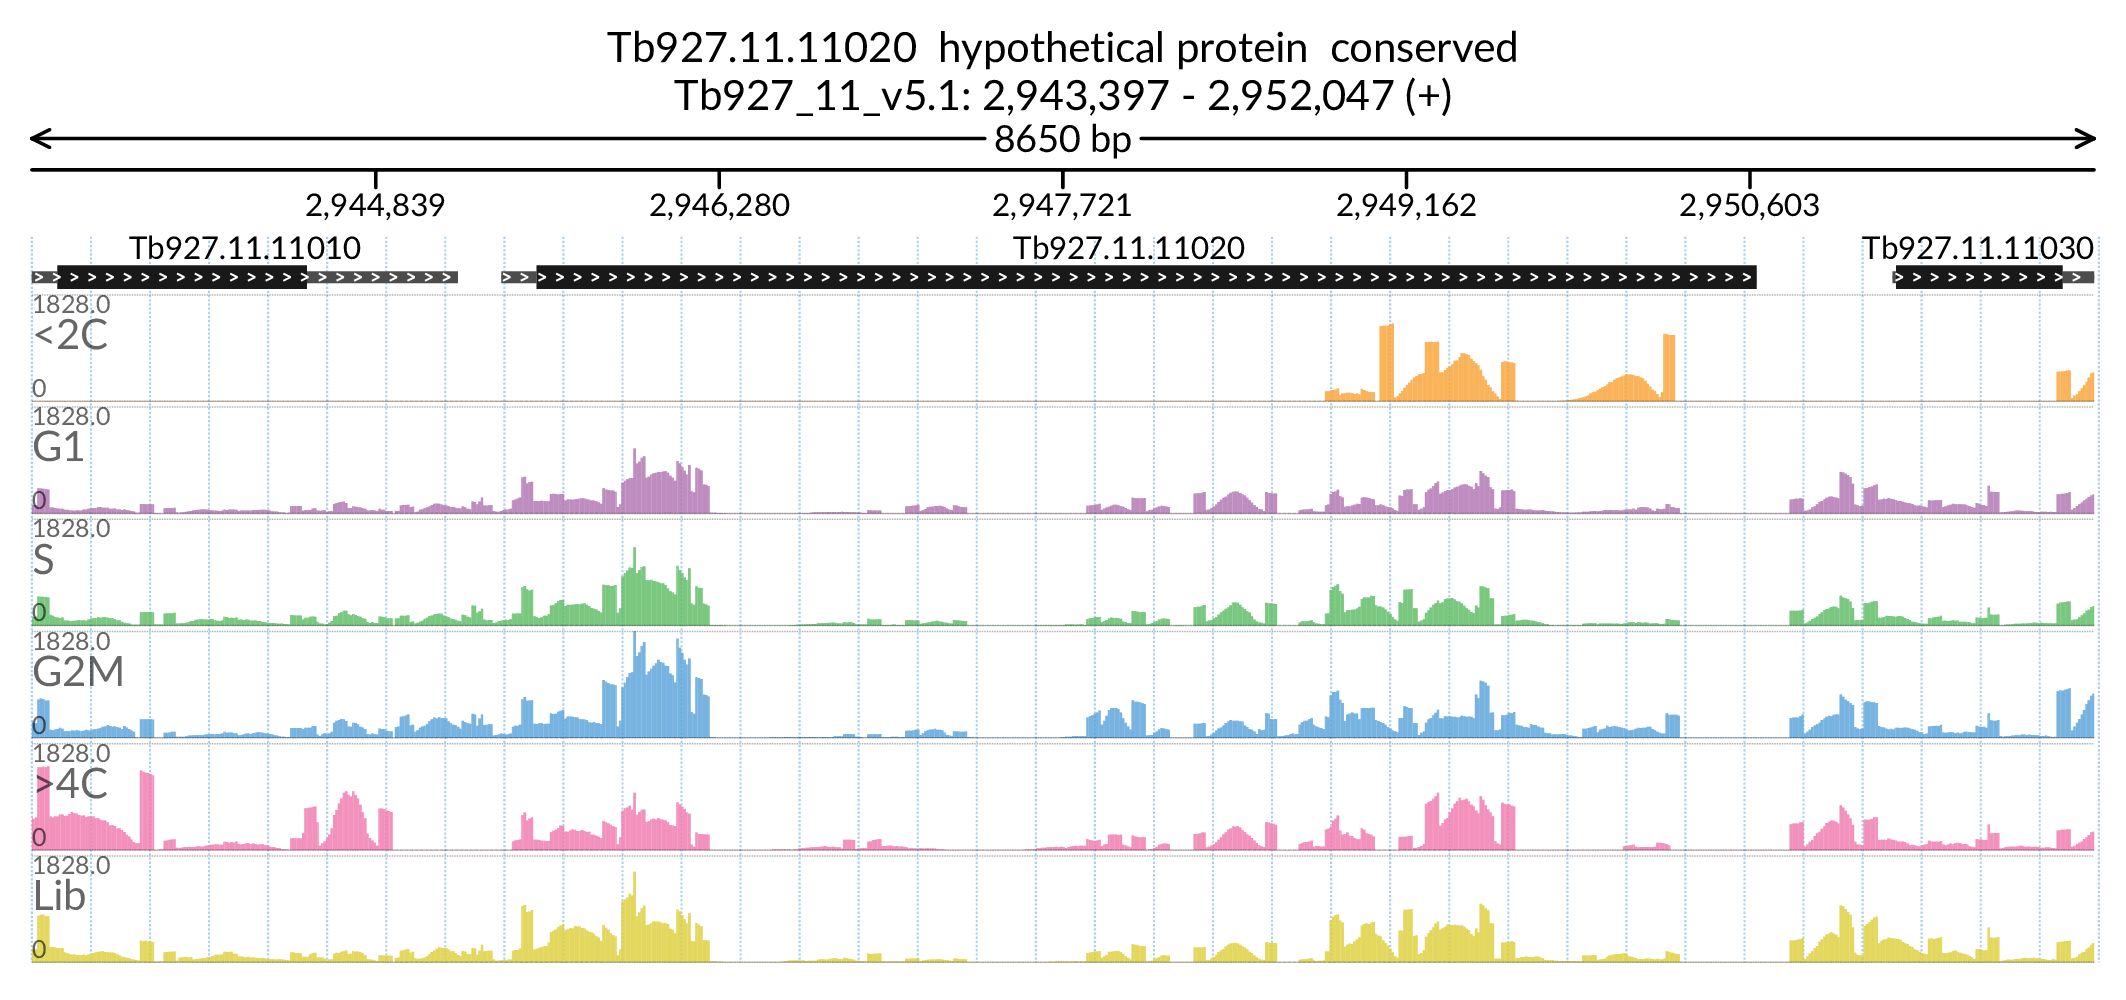 Tb927.11.11020  hypothetical protein  conserved
Tb927_11_v5.1: 2,943,397 - 2,952,047 (+)
8650 bp
2,944,839 2,946,280 2,947,721 2,949,162 2,950,603
Tb927.11.11010 Tb927.11.11020 Tb927.11.11030
1828.0
<2C
0
1828.0
G1
0
1828.0
S
0
1828.0
G2M
0
1828.0
>4C
0
1828.0
Lib
0